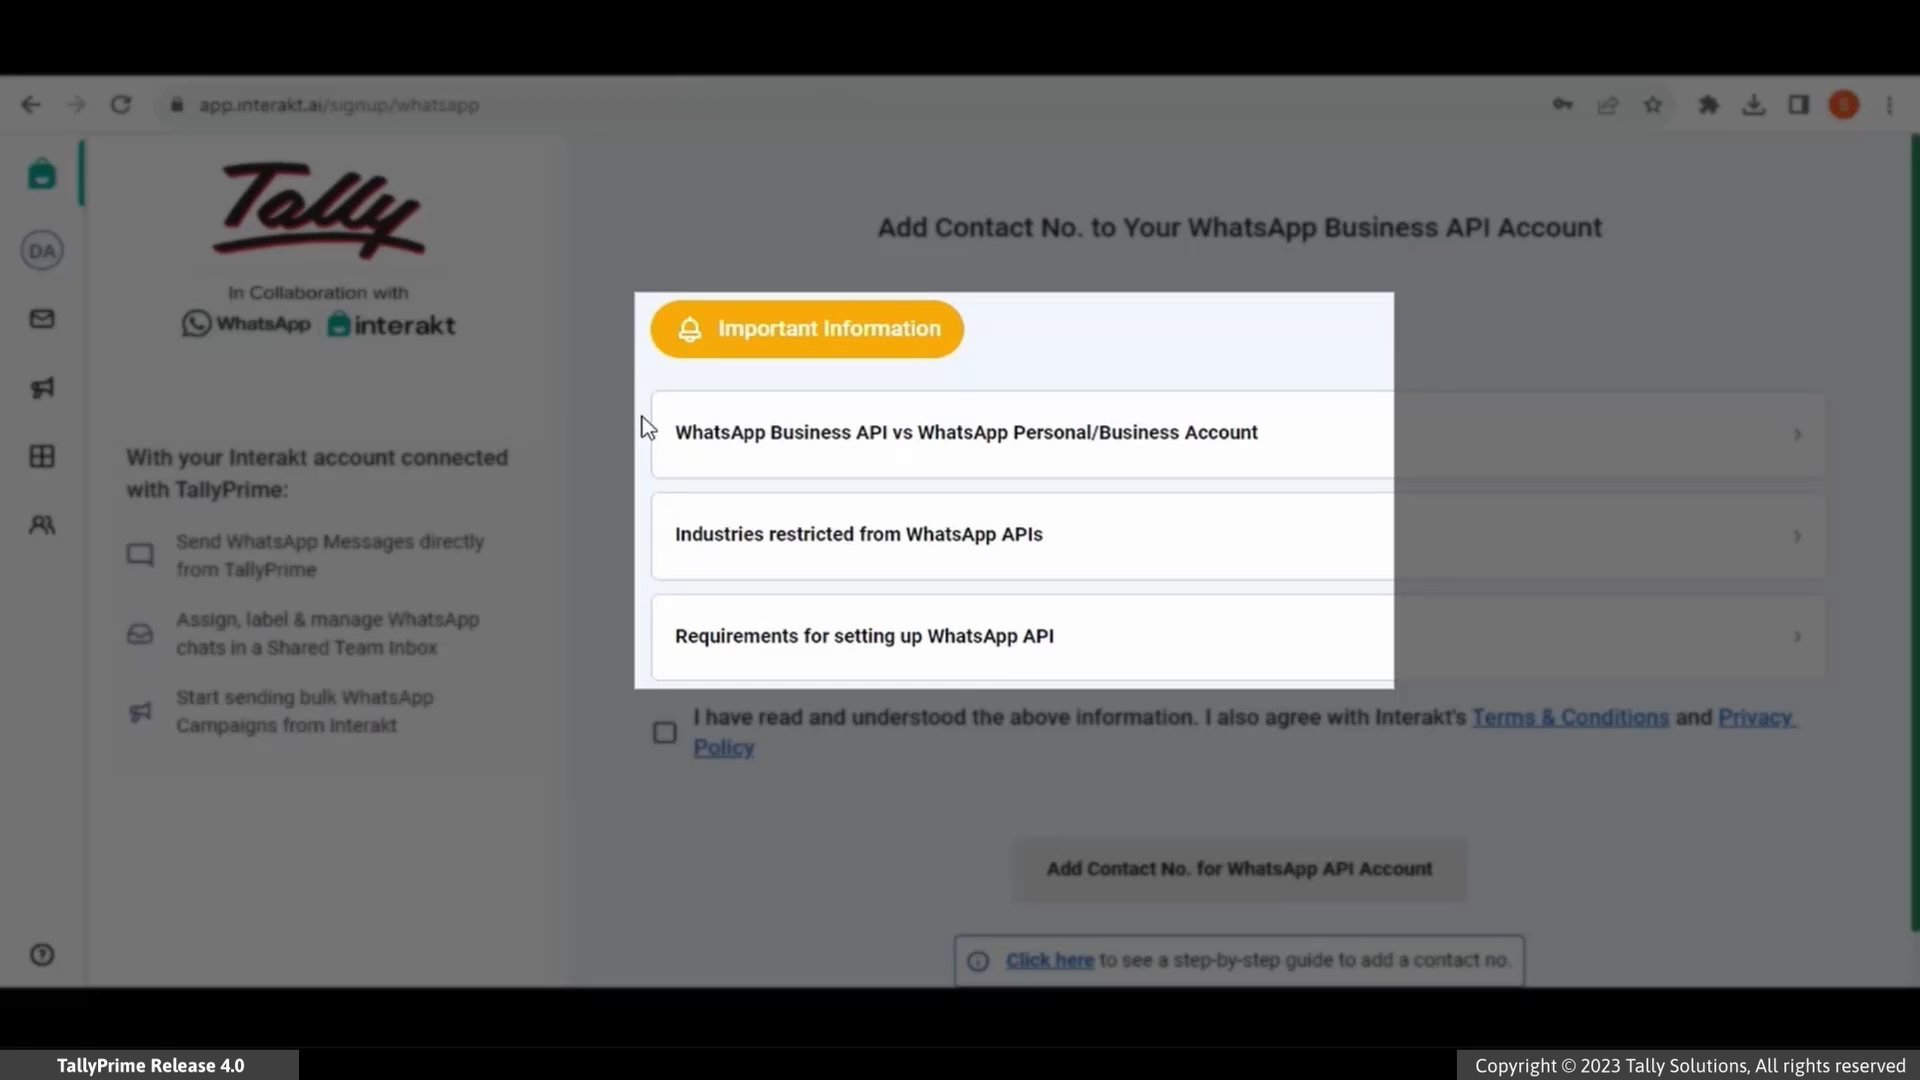 app.interakt.ai/signup/whatsapp
S
Tally
DA
In Collaboration with
WhatsApp interakt
With your Interakt account connected
with TallyPrime:
Send WhatsApp Messages directly
from TallyPrime
Assign, label & manage WhatsApp
chats in a Shared Team Inbox
Start sending bulk WhatsApp
Campaigns from Interakt
Add Contact No. to Your WhatsApp Business API Account
Important Information
WhatsApp Business API vs WhatsApp Personal/Business Account
Industries restricted from WhatsApp APIs
Requirements for setting up WhatsApp API
I have read and understood the above information. I also agree with Interakt's Terms & Conditions and Privacy
Policy
Add Contact No. for WhatsApp API Account
Click here to see a step-by-step guide to add a contact no.
TallyPrime Release 4.0
Copyright © 2023 Tally Solutions, All rights reserved